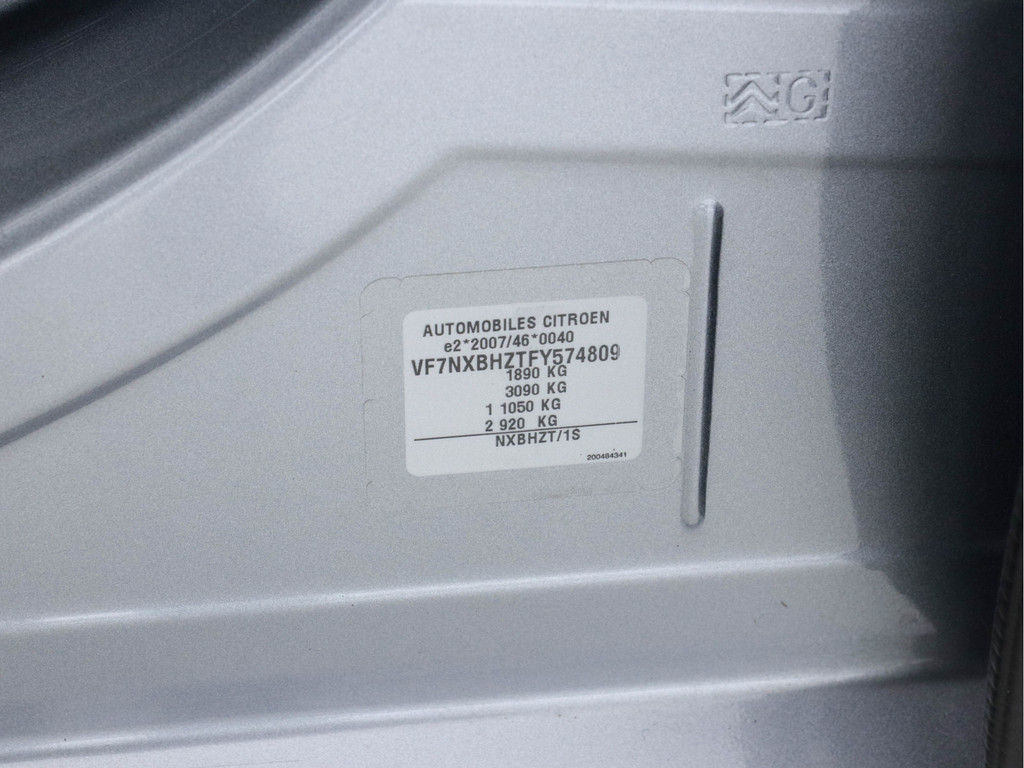 G
AUTOMOBILES CITROEN
e2*2007/46*0040
VF7NXBHZTFY574809
1890 KG
3090 KG
1 1050 KG
2 920 KG
NXBHZT/1S
200484341